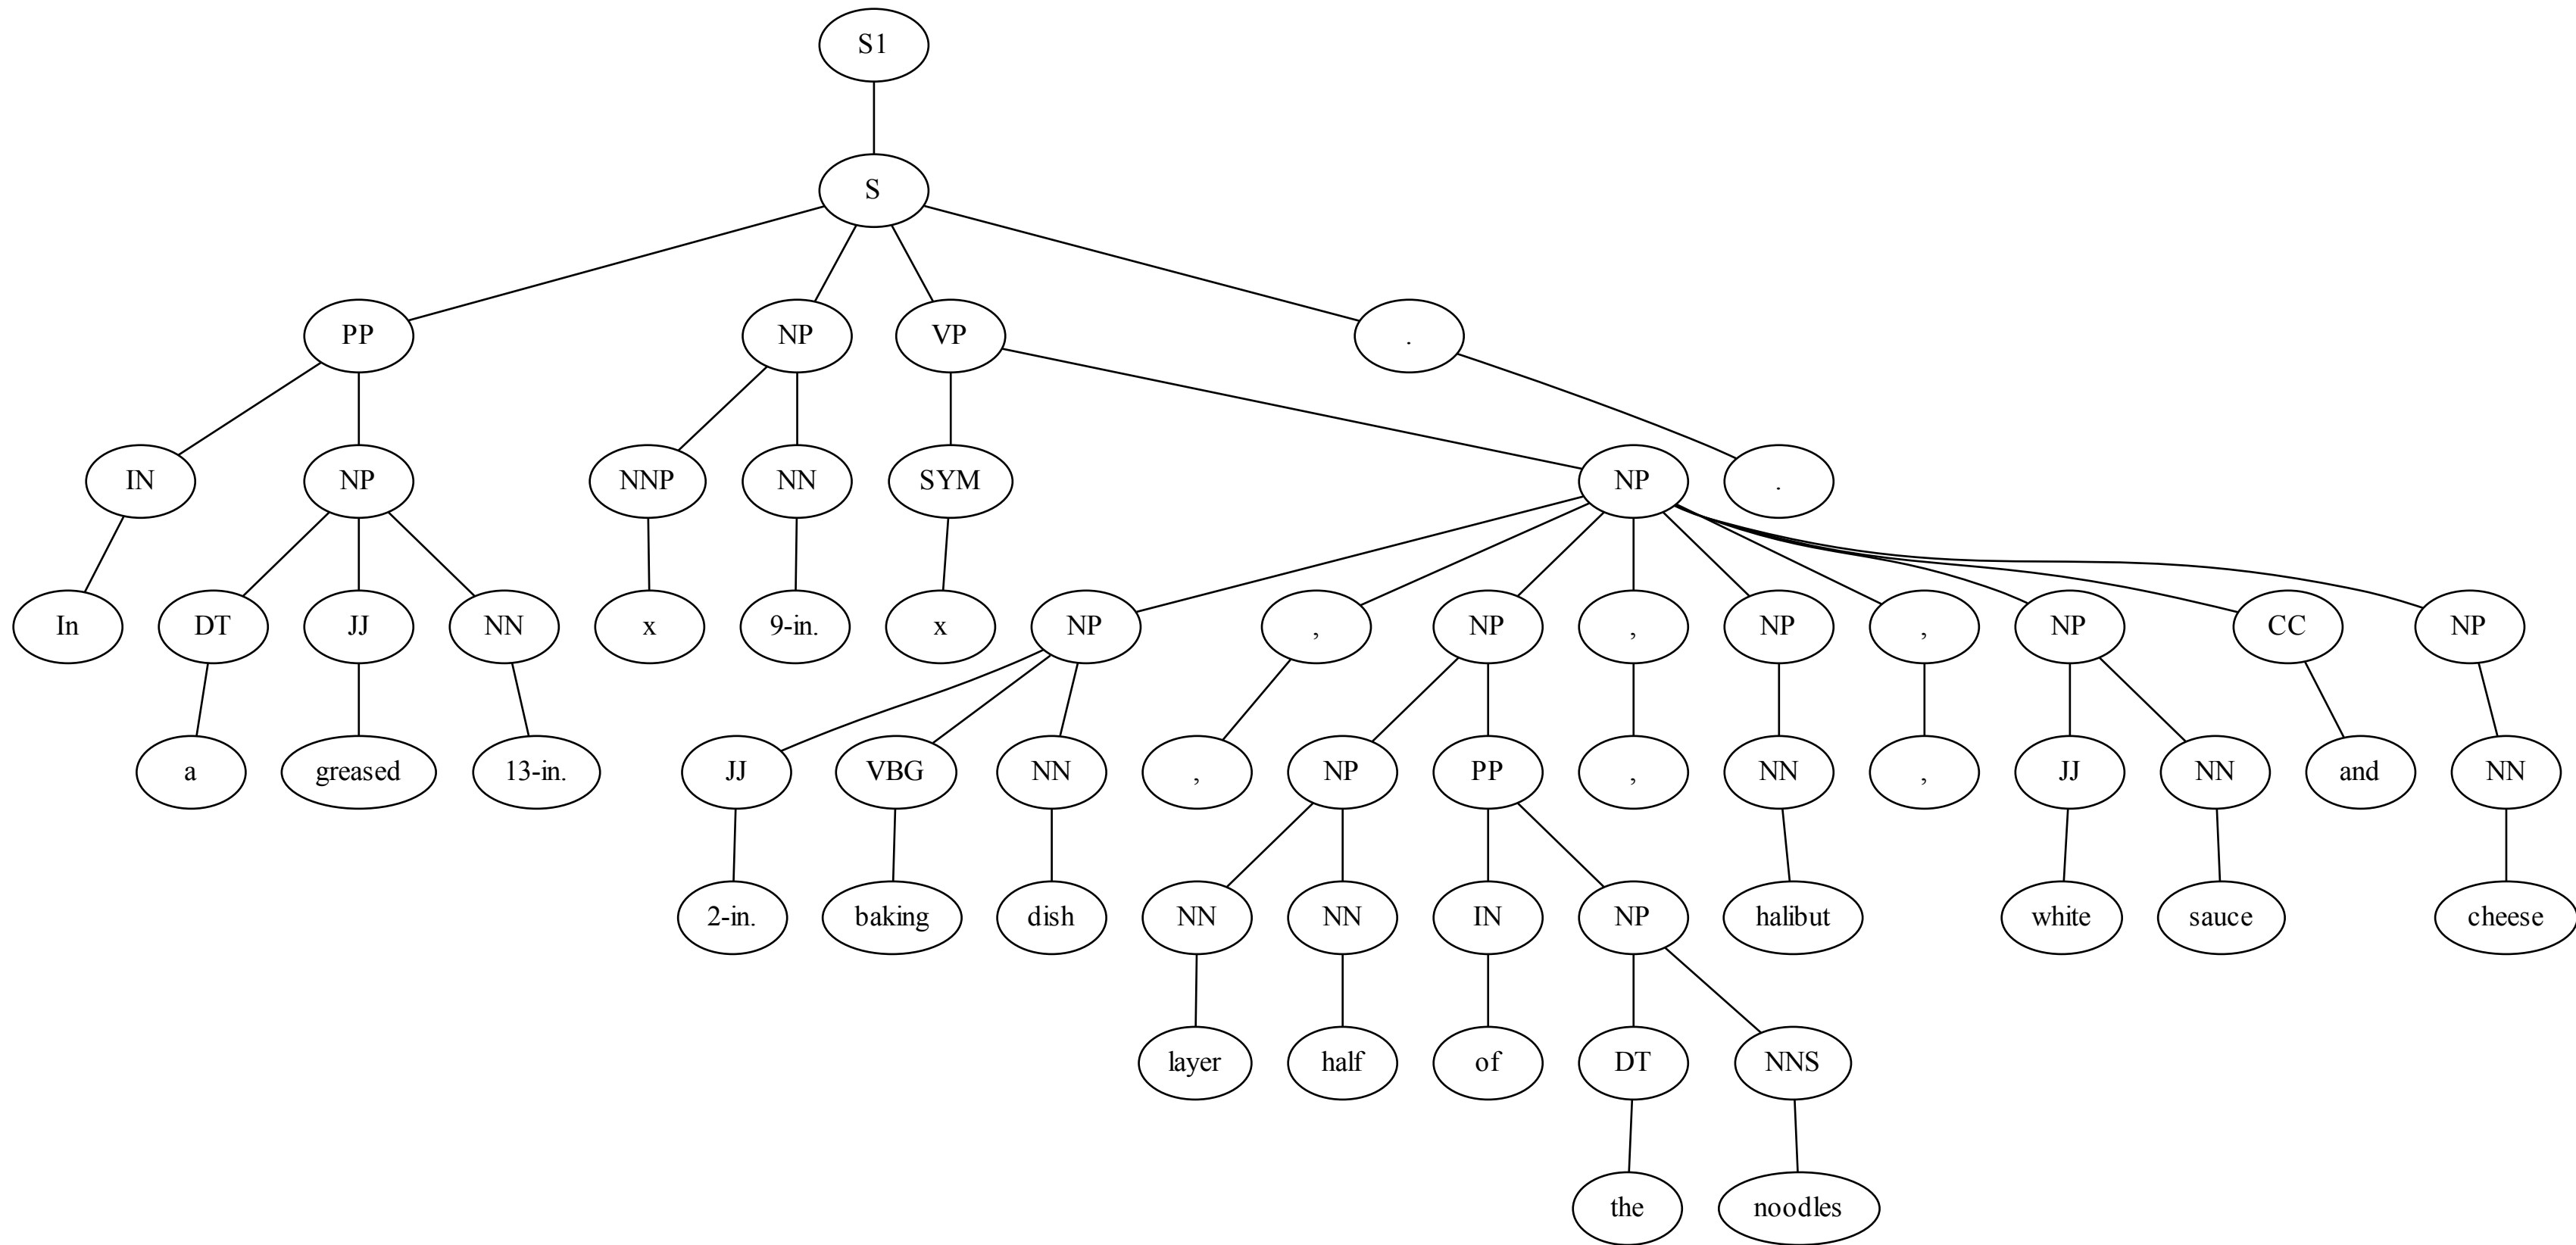 S1
S
PP NP VP .
IN NP NNP NN SYM NP .
In DT JJ NN x 9-in. x NP , NP , NP , NP CC NP
a greased 13-in. JJ VBG NN , NP PP , NN , JJ NN and NN
2-in. baking dish NN NN IN NP halibut white sauce cheese
layer half of DT NNS
the noodles